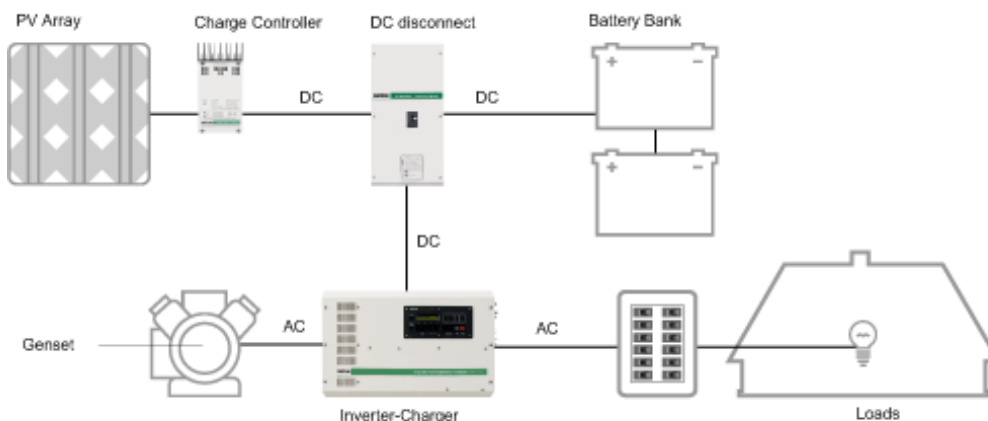 PV Array
Charge Controller
DC disconnect
Battery Bank
DC
DC
+ −
+ −
DC
Genset
AC
AC
Inverter-Charger
Loads